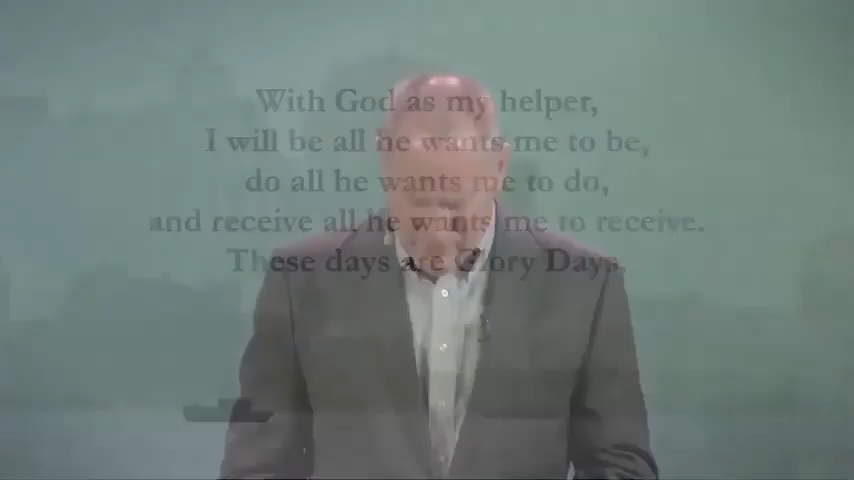 With God as my helper,
I will be all he wants me to be,
do all he wants me to do,
and receive all he wants me to receive.
These days are Glory Days.